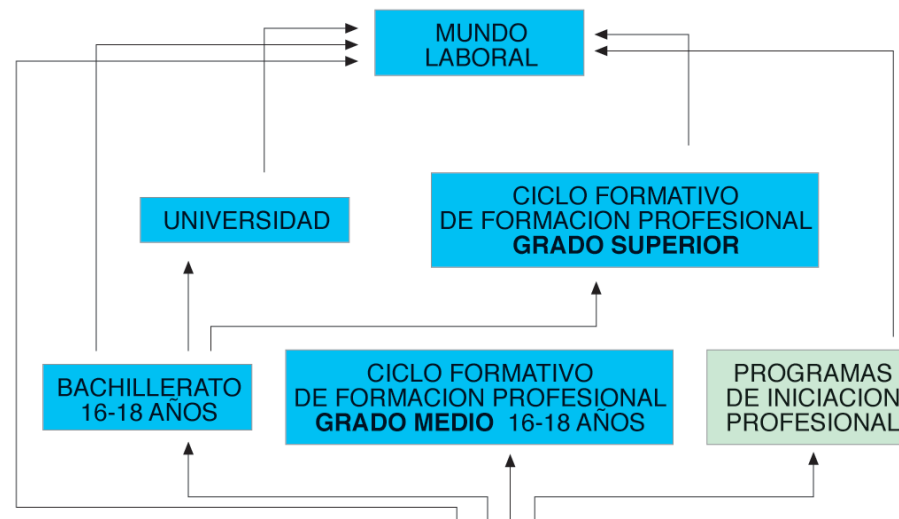 MUNDO
LABORAL
UNIVERSIDAD
CICLO FORMATIVO
DE FORMACION PROFESIONAL
GRADO SUPERIOR
BACHILLERATO
16-18 AÑOS
CICLO FORMATIVO
DE FORMACION PROFESIONAL
GRADO MEDIO 16-18 AÑOS
PROGRAMAS
DE INICIACION
PROFESIONAL